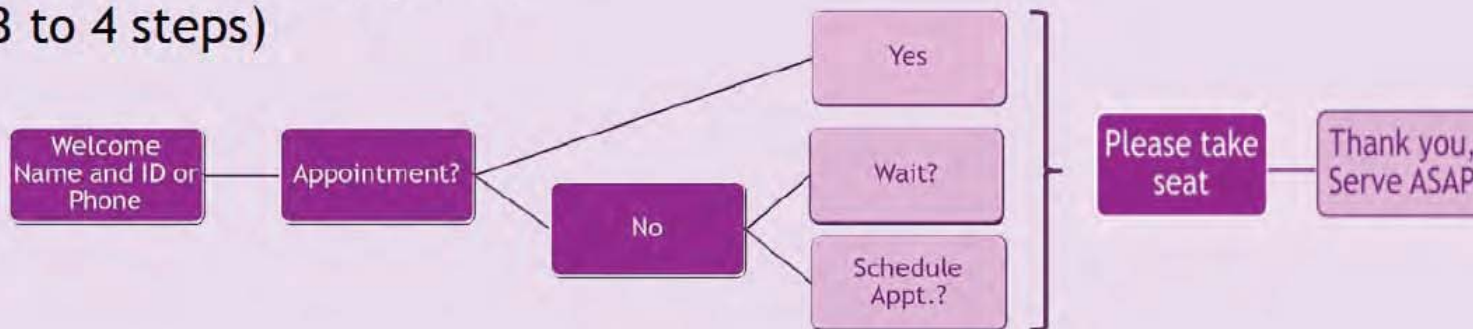 3 to 4 steps)
Welcome
Name and ID or
Phone
Appointment?
Yes
No
Wait?
Schedule
Appt.?
Please take
seat
Thank you,
Serve ASAP